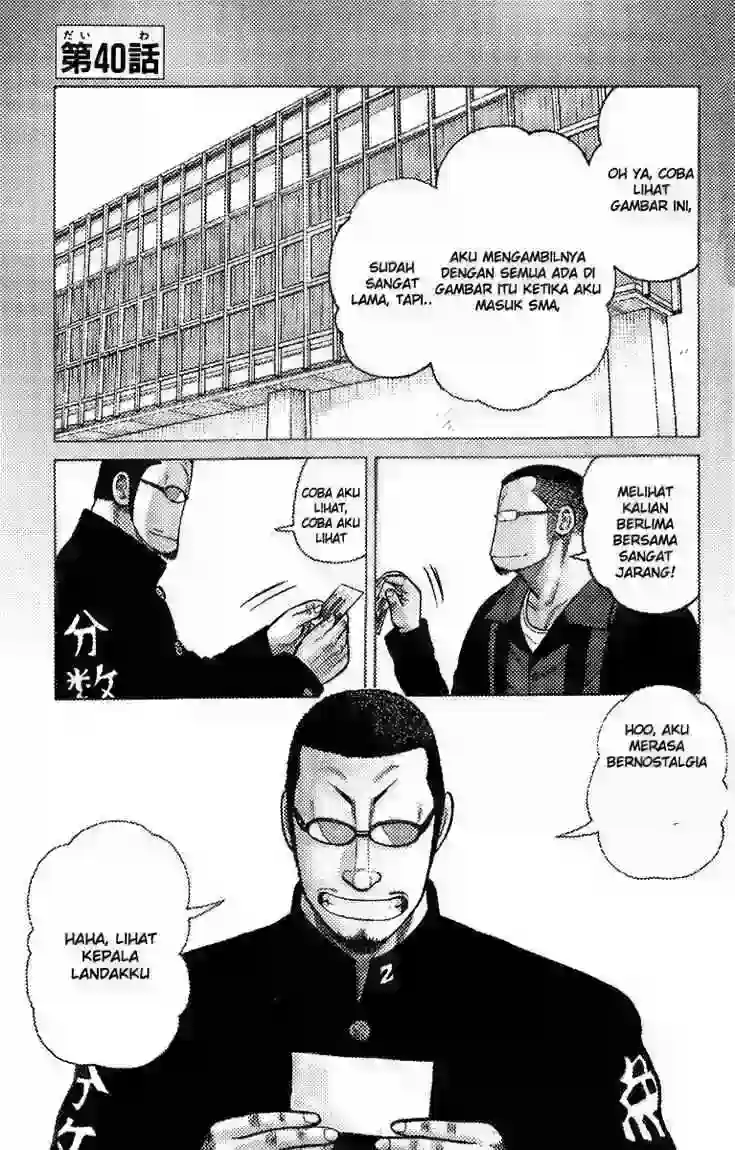 だい わ
第40話
OH YA, COBA
LIHAT
GAMBAR INI,
AKU MENGAMBILNYA
DENGAN SEMUA ADA DI
GAMBAR ITU KETIKA AKU
MASUK SMA,
SUDAH
SANGAT
LAMA, TAPI..
MELIHAT
KALIAN
BERLIMA
BERSAMA
SANGAT
JARANG!
COBA AKU
LIHAT,
COBA AKU
LIHAT
分数
HOO, AKU
MERASA
BERNOSTALGIA
HAHA, LIHAT
KEPALA
LANDAKKU
2
分